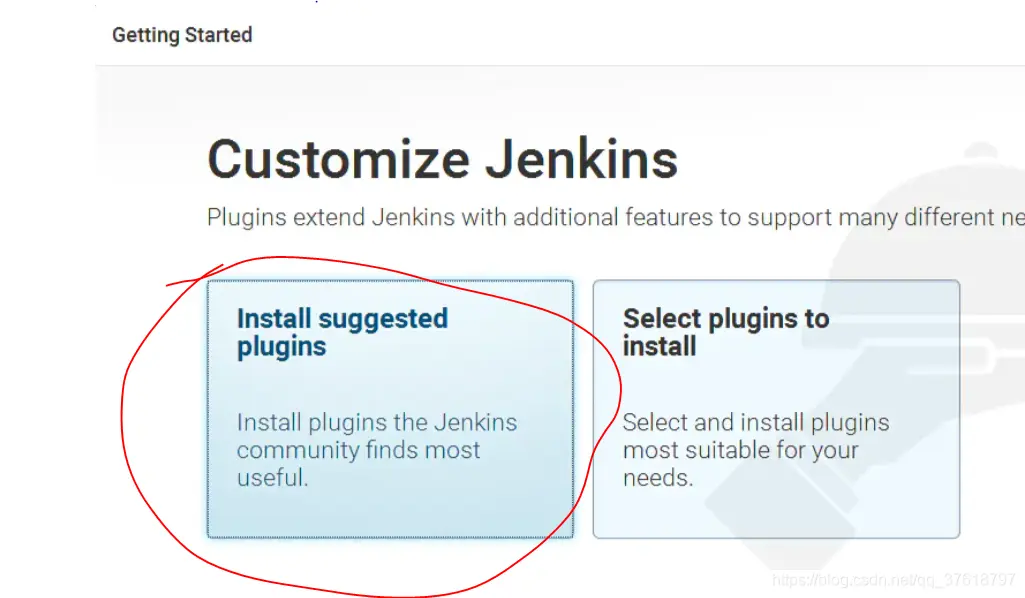 Getting Started
Customize Jenkins
Plugins extend Jenkins with additional features to support many different ne
Install suggested
plugins
Install plugins the Jenkins
community finds most
useful.
Select plugins to
install
Select and install plugins
most suitable for your
needs.
https://blog.csdn.net/qq_37618797